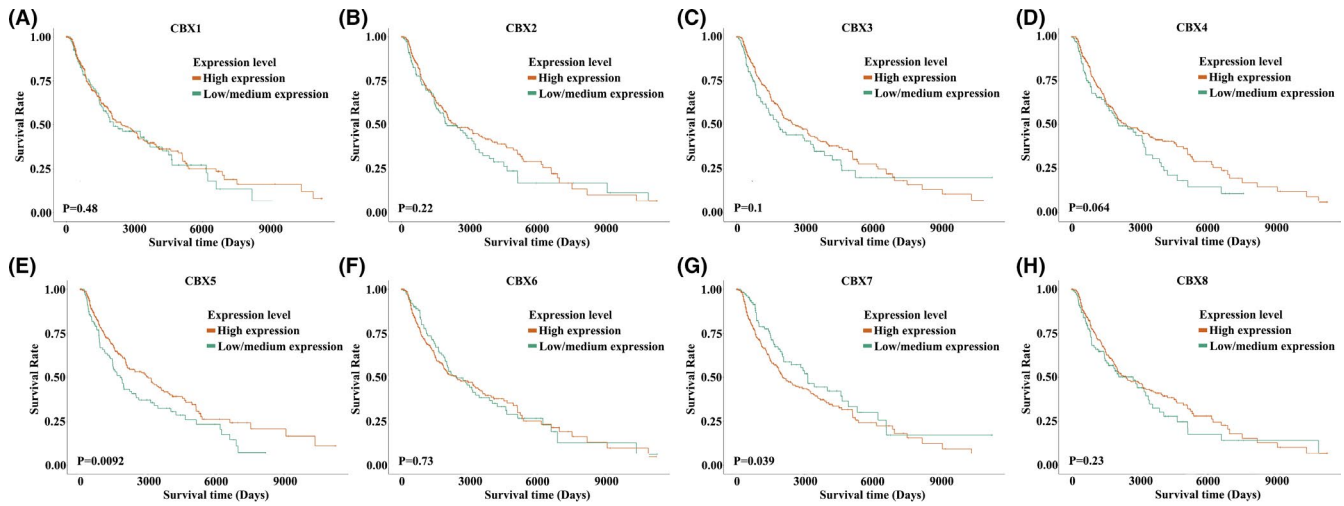 (A)
CBX1
1.00
0.75
0.50
0.25
0.00
Survival Rate
Expression level
High expression
Low/medium expression
P=0.48
0 3000 6000 9000
Survival time (Days)
(B)
CBX2
1.00
0.75
0.50
0.25
0.00
Survival Rate
Expression level
High expression
Low/medium expression
P=0.22
0 3000 6000 9000
Survival time (Days)
(C)
CBX3
1.00
0.75
0.50
0.25
0.00
Survival Rate
Expression level
High expression
Low/medium expression
P=0.1
0 3000 6000 9000
Survival time (Days)
(D)
CBX4
1.00
0.75
0.50
0.25
0.00
Survival Rate
Expression level
High expression
Low/medium expression
P=0.064
0 3000 6000 9000
Survival time (Days)
(E)
CBX5
1.00
0.75
0.50
0.25
0.00
Survival Rate
Expression level
High expression
Low/medium expression
P=0.0092
0 3000 6000 9000
Survival time (Days)
(F)
CBX6
1.00
0.75
0.50
0.25
0.00
Survival Rate
Expression level
High expression
Low/medium expression
P=0.73
0 3000 6000 9000
Survival time (Days)
(G)
CBX7
1.00
0.75
0.50
0.25
0.00
Survival Rate
Expression level
High expression
Low/medium expression
P=0.039
0 3000 6000 9000
Survival time (Days)
(H)
CBX8
1.00
0.75
0.50
0.25
0.00
Survival Rate
Expression level
High expression
Low/medium expression
P=0.23
0 3000 6000 9000
Survival time (Days)